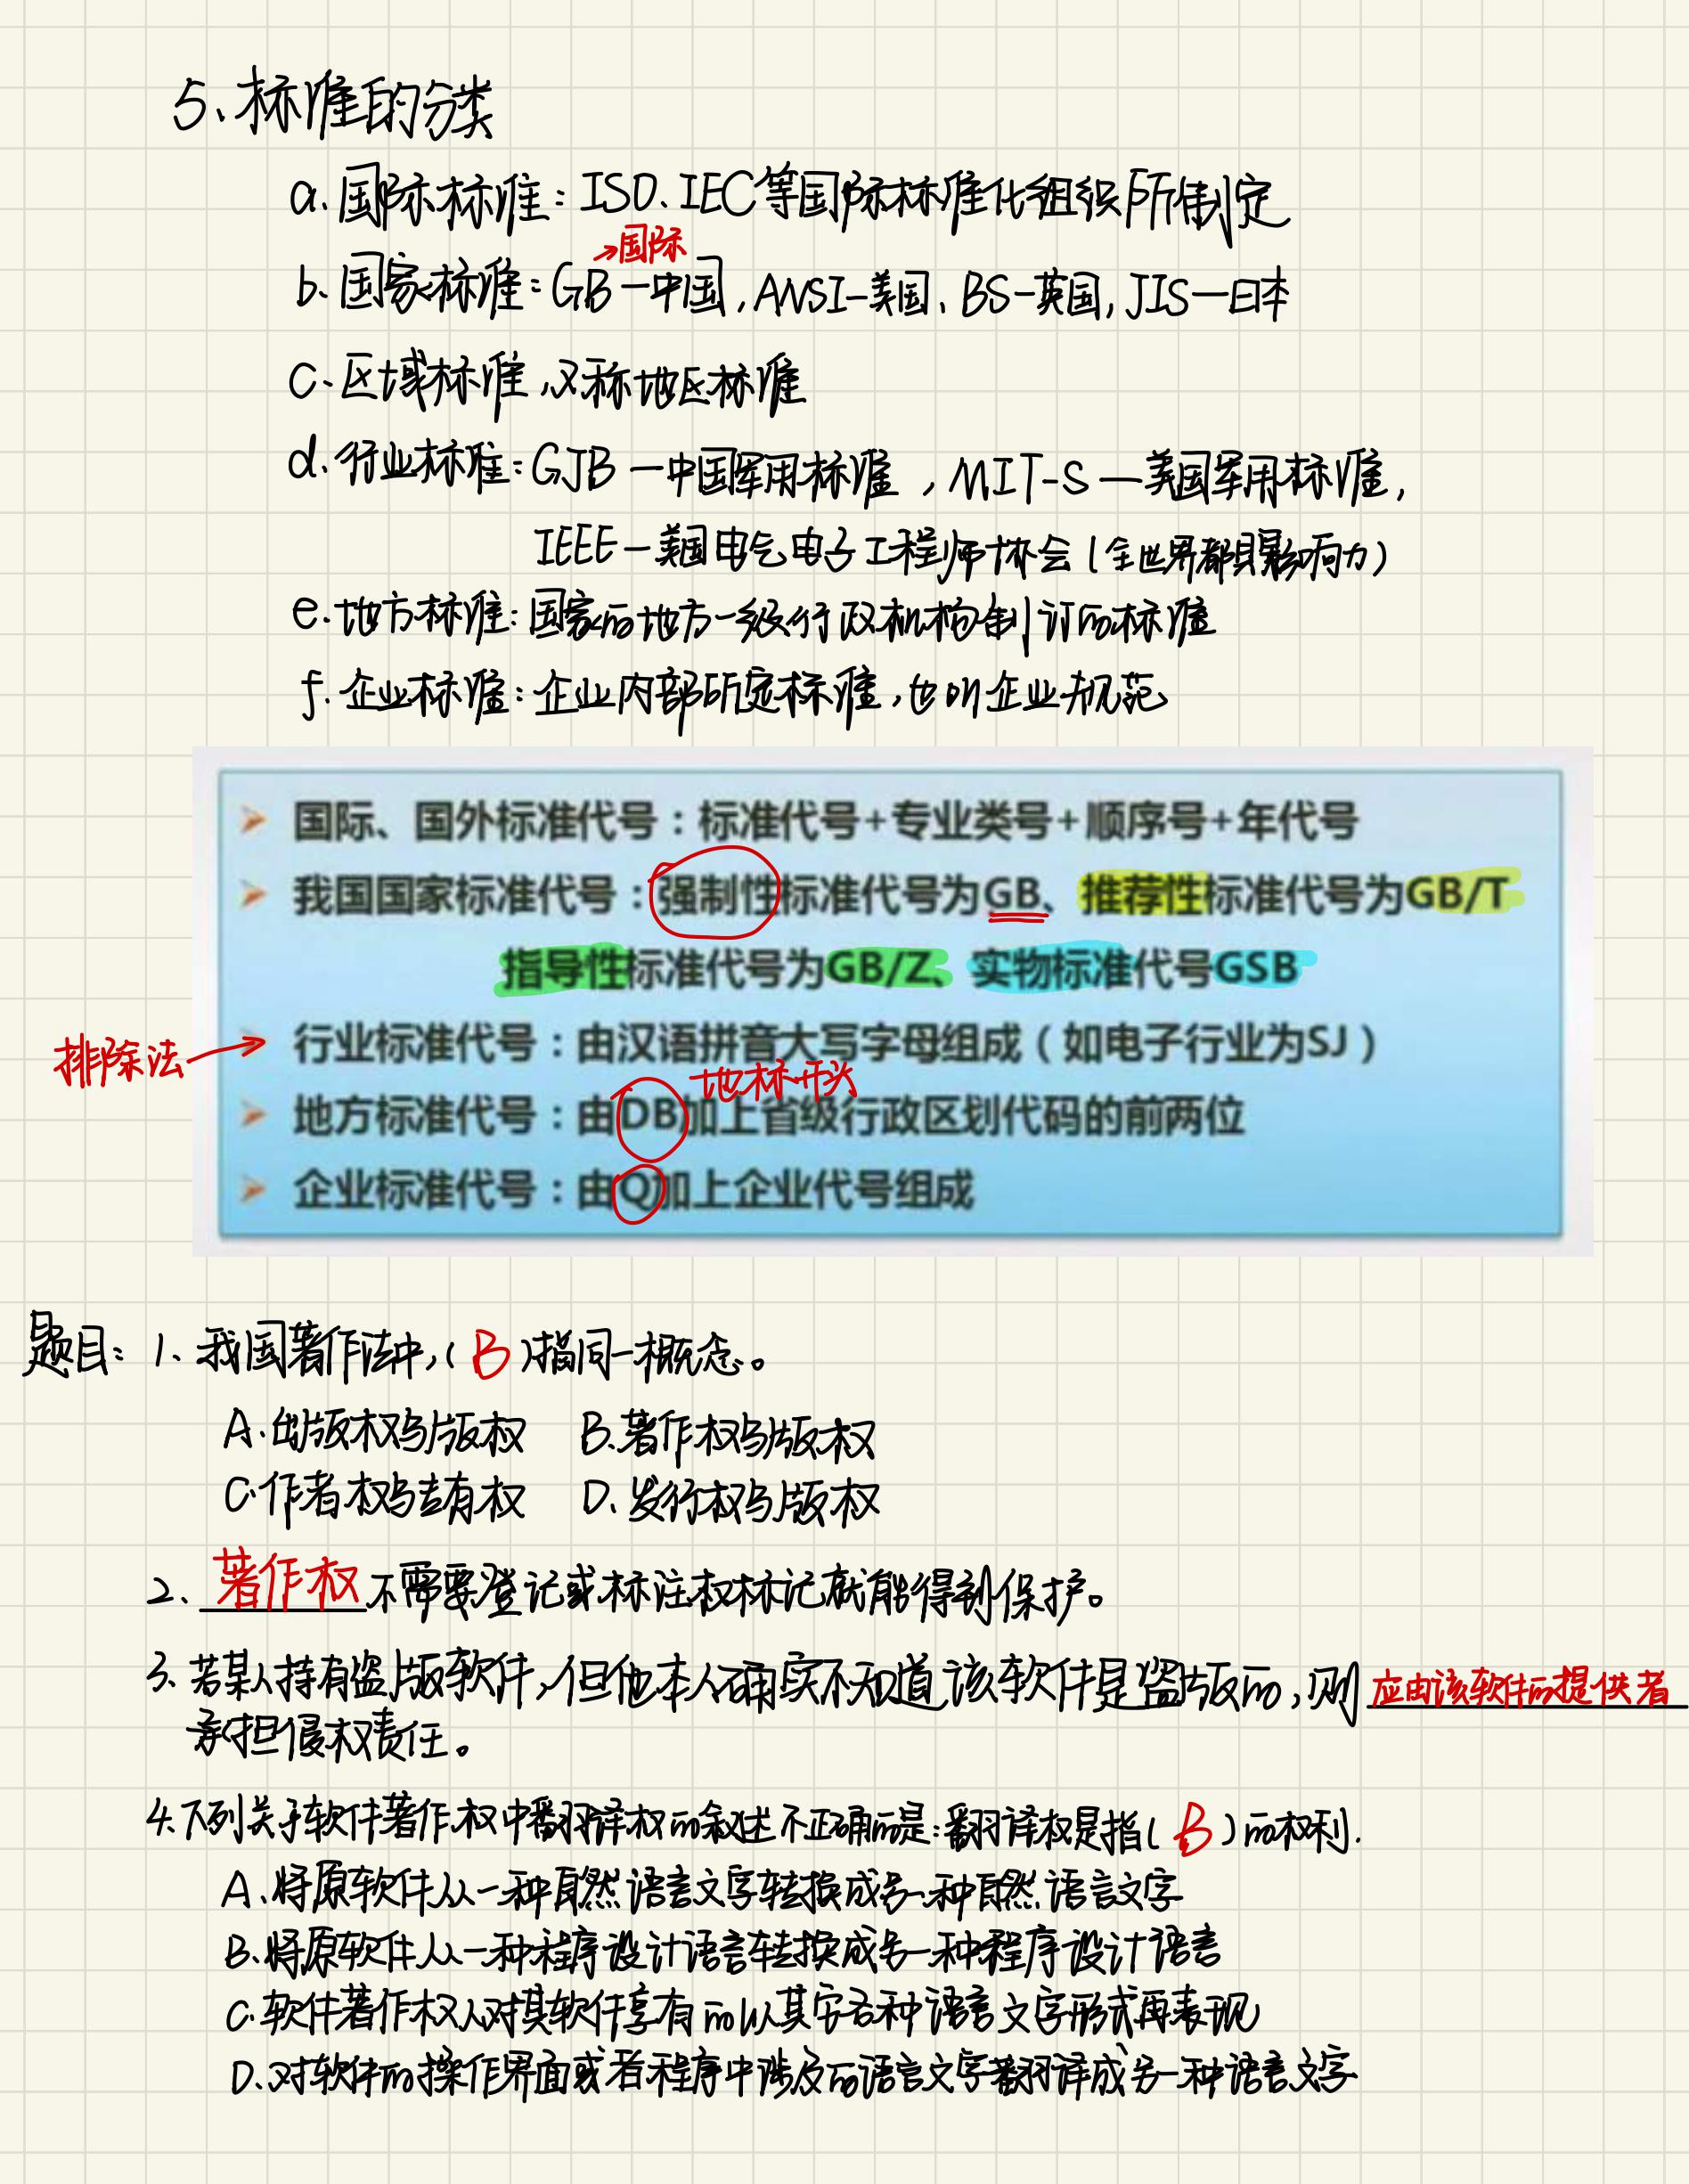 5、标准的分类
a.国际标准：ISO、IEC等国际标准化组织所制定
→国际
b.国家标准：GB—中国，ANSI—美国、BS—英国，JIS—日本
c.区域标准，又称地区标准
d.行业标准：GJB—中国军用标准，MIT-S—美国军用标准，
IEEE—美国电气电子工程师协会（全世界都具影响力）
e.地方标准：国家的地方一级行政机构制订的标准
f.企业标准：企业内部所定标准，也叫企业规范
国际、国外标准代号：标准代号+专业类号+顺序号+年代号
我国国家标准代号：强制性标准代号为GB、推荐性标准代号为GB/T
指导性标准代号为GB/Z、实物标准代号GSB
排除法→
行业标准代号：由汉语拼音大写字母组成（如电子行业为SJ）
地标开头
地方标准代号：由DB加上省级行政区划代码的前两位
企业标准代号：由Q加上企业代号组成
题目：1、我国著作法中，（B）指同一概念。
A.出版权与版权 B.著作权与版权
C.作者权与专有权 D.发行权与版权
2、著作权不需要登记或标注权标记就能得到保护。
3、若某人持有盗版软件，但他本人确实不知道该软件是盗版的，则应由该软件的提供者
承担侵权责任。
4.下列关于软件著作权中翻译权的叙述不正确的是：翻译权是指（B）的权利.
A.将原软件从一种自然语言文字转换成另一种自然语言文字
B.将原软件从一种程序设计语言转换成另一种程序设计语言
C.软件著作权人对其软件享有的以其它各种语言文字形式再表现
D.对软件的操作界面或者程序中涉及的语言文字翻译成另一种语言文字